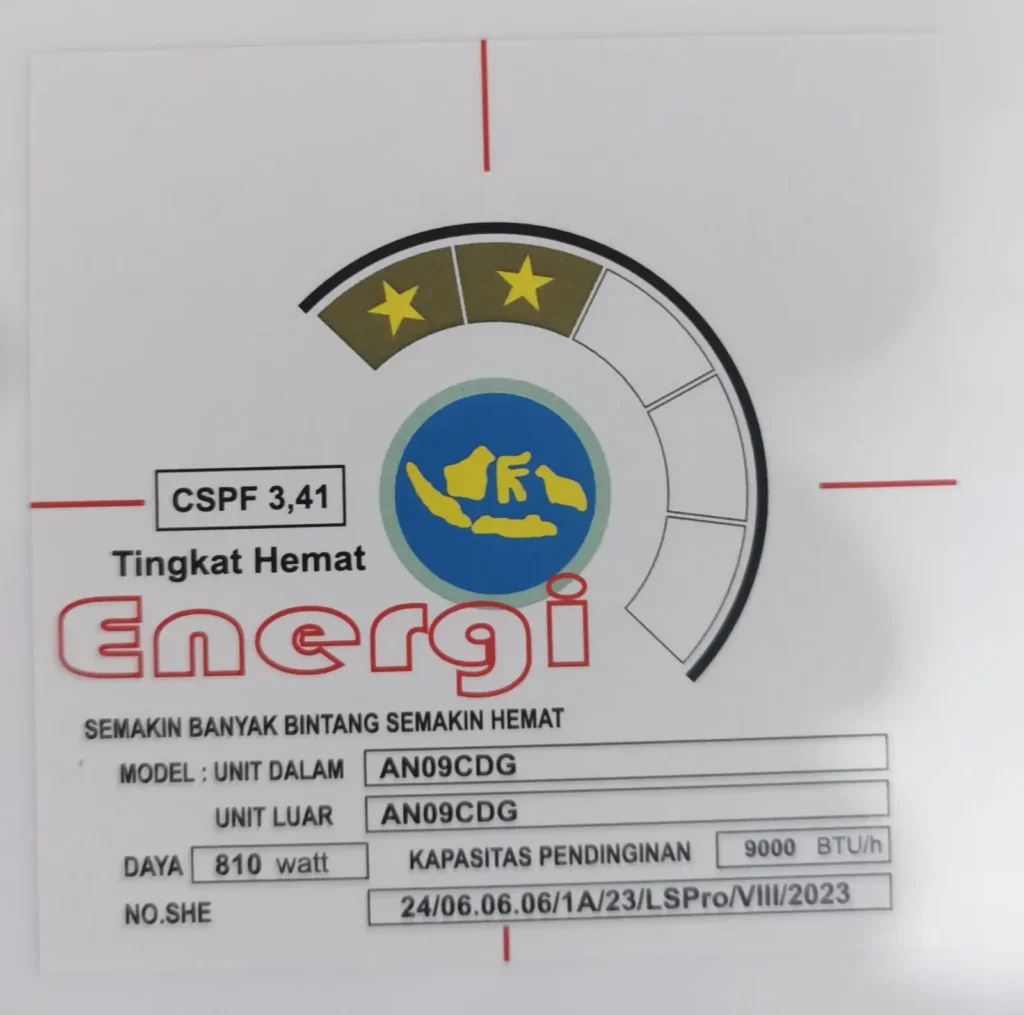 CSPF 3,41
Tingkat Hemat
Energi
SEMAKIN BANYAK BINTANG SEMAKIN HEMAT
MODEL : UNIT DALAM AN09CDG
UNIT LUAR AN09CDG
DAYA 810 watt KAPASITAS PENDINGINAN 9000 BTU/h
NO.SHE 24/06.06.06/1A/23/LSPro/VIII/2023